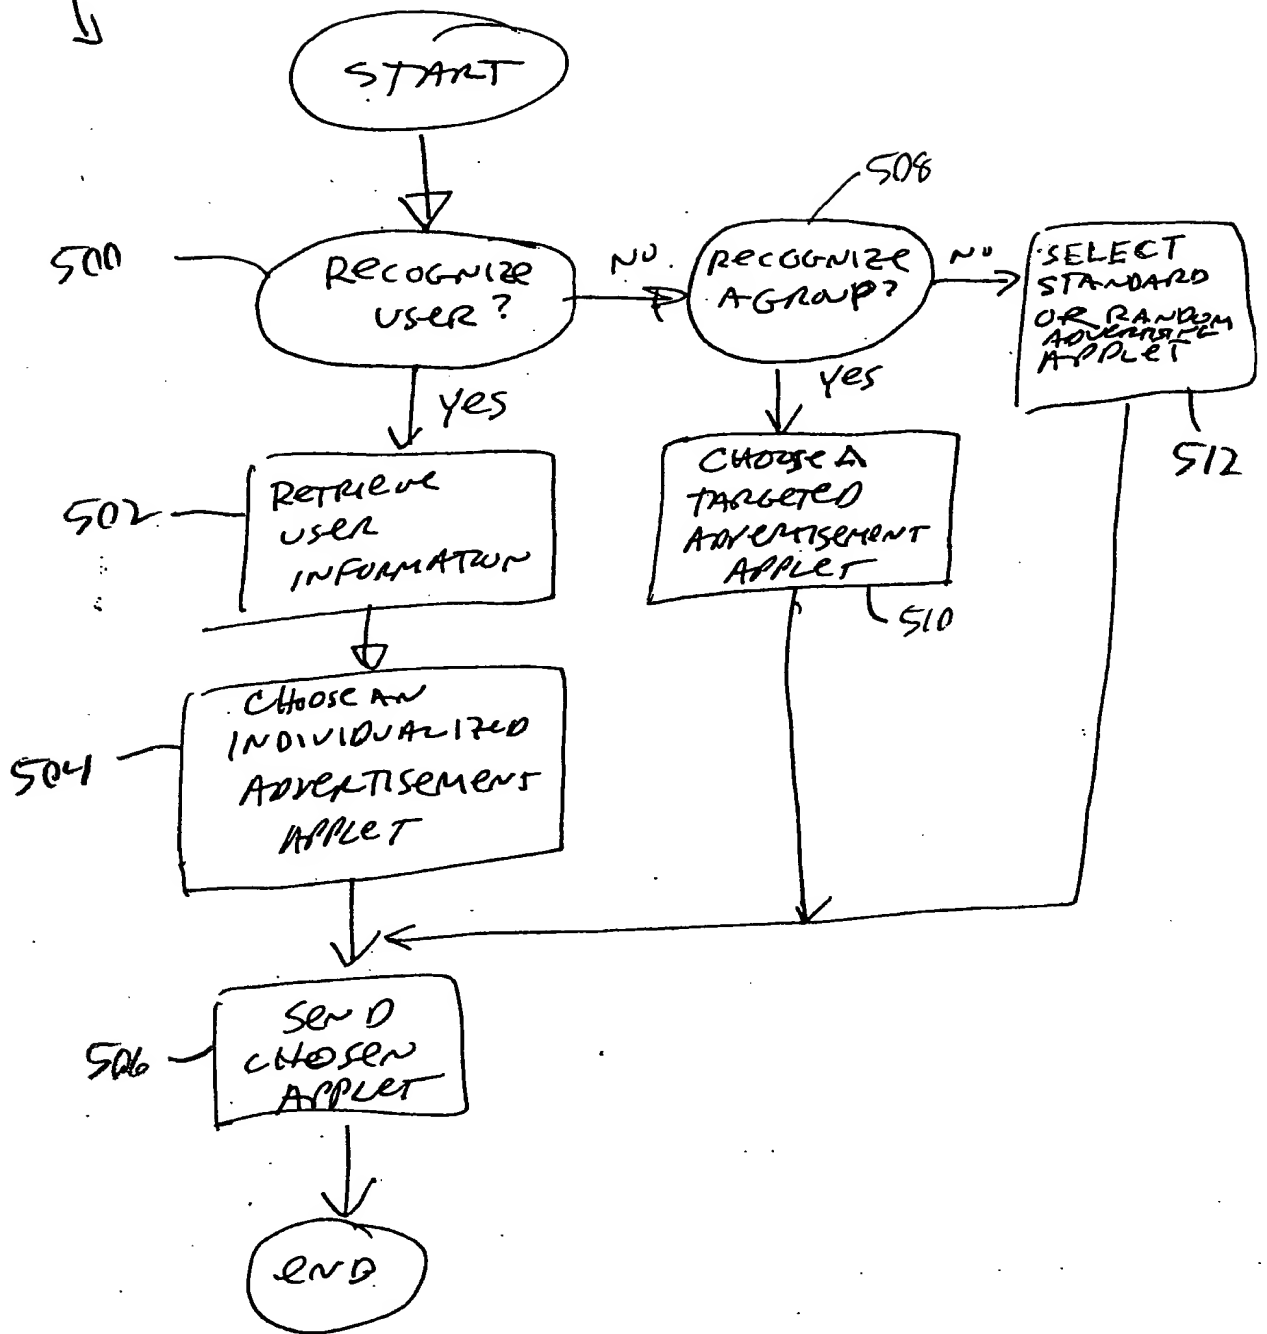 START
508
500
RECOGNIZE
USER?
NO
RECOGNIZE
A GROUP?
NO
SELECT
STANDARD
OR RANDOM
ADVERTISING
APPLET
512
YES
YES
502
RETRIEVE
USER
INFORMATION
CHOOSE A
TARGETED
ADVERTISEMENT
APPLET
510
504
CHOOSE AN
INDIVIDUALIZED
ADVERTISEMENT
APPLET
506
SEND
CHOSEN
APPLET
END